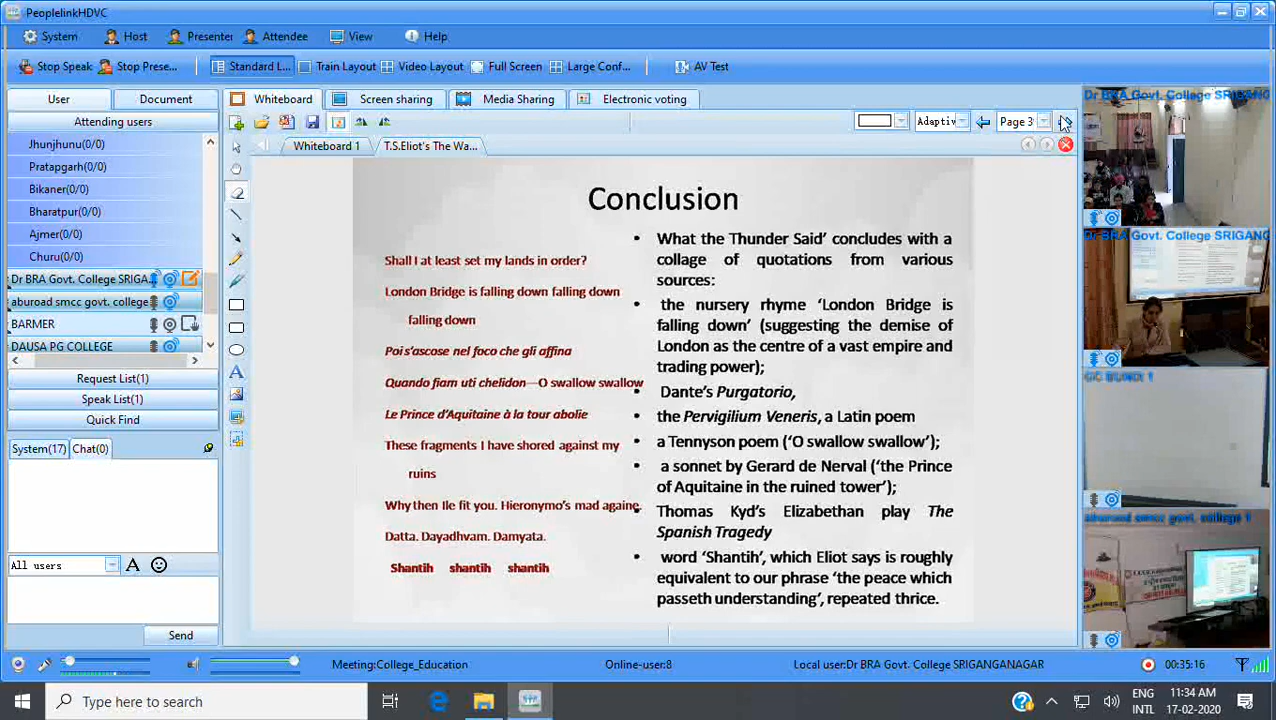 PeoplelinkHDVC
System Host Presenter Attendee View Help
Stop Speak Stop Prese... Standard L... Train Layout Video Layout Full Screen Large Conf... AV Test
User Document
Attending users
Jhunjhunu(0/0)
Pratapgarh(0/0)
Bikaner(0/0)
Bharatpur(0/0)
Ajmer(0/0)
Churu(0/0)
Dr BRA Govt. College SRIGA...
aburoad smcc govt. college
BARMER
DAUSA PG COLLEGE
Request List(1)
Speak List(1)
Quick Find
System(17) Chat(0)
All users
Send
Whiteboard Screen sharing Media Sharing Electronic voting
Adaptiv Page 3
Whiteboard 1 T.S.Eliot's The Wa...
Conclusion
Shall I at least set my lands in order?
London Bridge is falling down falling down
falling down
Poi s'ascose nel foco che gli affina
Quando fiam uti chelidon—O swallow swallow
Le Prince d'Aquitaine à la tour abolie
These fragments I have shored against my
ruins
Why then Ile fit you. Hieronymo's mad againe.
Datta. Dayadhvam. Damyata.
Shantih shantih shantih
• What the Thunder Said' concludes with a
collage of quotations from various
sources:
• the nursery rhyme 'London Bridge is
falling down' (suggesting the demise of
London as the centre of a vast empire and
trading power);
• Dante's Purgatorio,
• the Pervigilium Veneris, a Latin poem
• a Tennyson poem ('O swallow swallow');
• a sonnet by Gerard de Nerval ('the Prince
of Aquitaine in the ruined tower');
• Thomas Kyd's Elizabethan play The
Spanish Tragedy
• word 'Shantih', which Eliot says is roughly
equivalent to our phrase 'the peace which
passeth understanding', repeated thrice.
Dr BRA Govt. College SRIGAN
Dr BRA Govt. College SRIGANG
aburoad smcc govt. college 1
Meeting:College_Education Online-user:8 Local user:Dr BRA Govt. College SRIGANGANAGAR 00:35:16
Type here to search
ENG
INTL
11:34 AM
17-02-2020